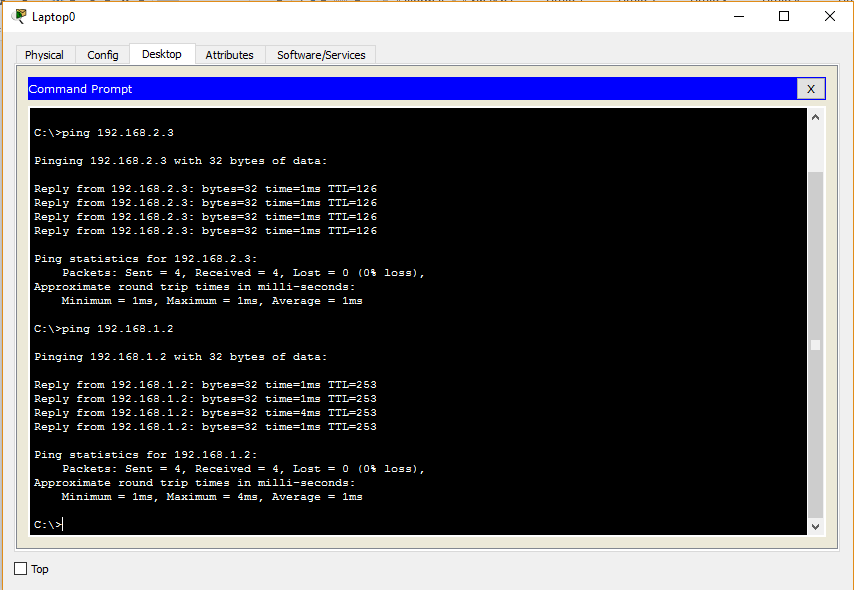 Laptop0
Physical Config Desktop Attributes Software/Services
Command Prompt X
C:\>ping 192.168.2.3
Pinging 192.168.2.3 with 32 bytes of data:
Reply from 192.168.2.3: bytes=32 time=1ms TTL=126
Reply from 192.168.2.3: bytes=32 time=1ms TTL=126
Reply from 192.168.2.3: bytes=32 time=1ms TTL=126
Reply from 192.168.2.3: bytes=32 time=1ms TTL=126
Ping statistics for 192.168.2.3:
Packets: Sent = 4, Received = 4, Lost = 0 (0% loss),
Approximate round trip times in milli-seconds:
Minimum = 1ms, Maximum = 1ms, Average = 1ms
C:\>ping 192.168.1.2
Pinging 192.168.1.2 with 32 bytes of data:
Reply from 192.168.1.2: bytes=32 time=1ms TTL=253
Reply from 192.168.1.2: bytes=32 time=1ms TTL=253
Reply from 192.168.1.2: bytes=32 time=4ms TTL=253
Reply from 192.168.1.2: bytes=32 time=1ms TTL=253
Ping statistics for 192.168.1.2:
Packets: Sent = 4, Received = 4, Lost = 0 (0% loss),
Approximate round trip times in milli-seconds:
Minimum = 1ms, Maximum = 4ms, Average = 1ms
C:\>
Top